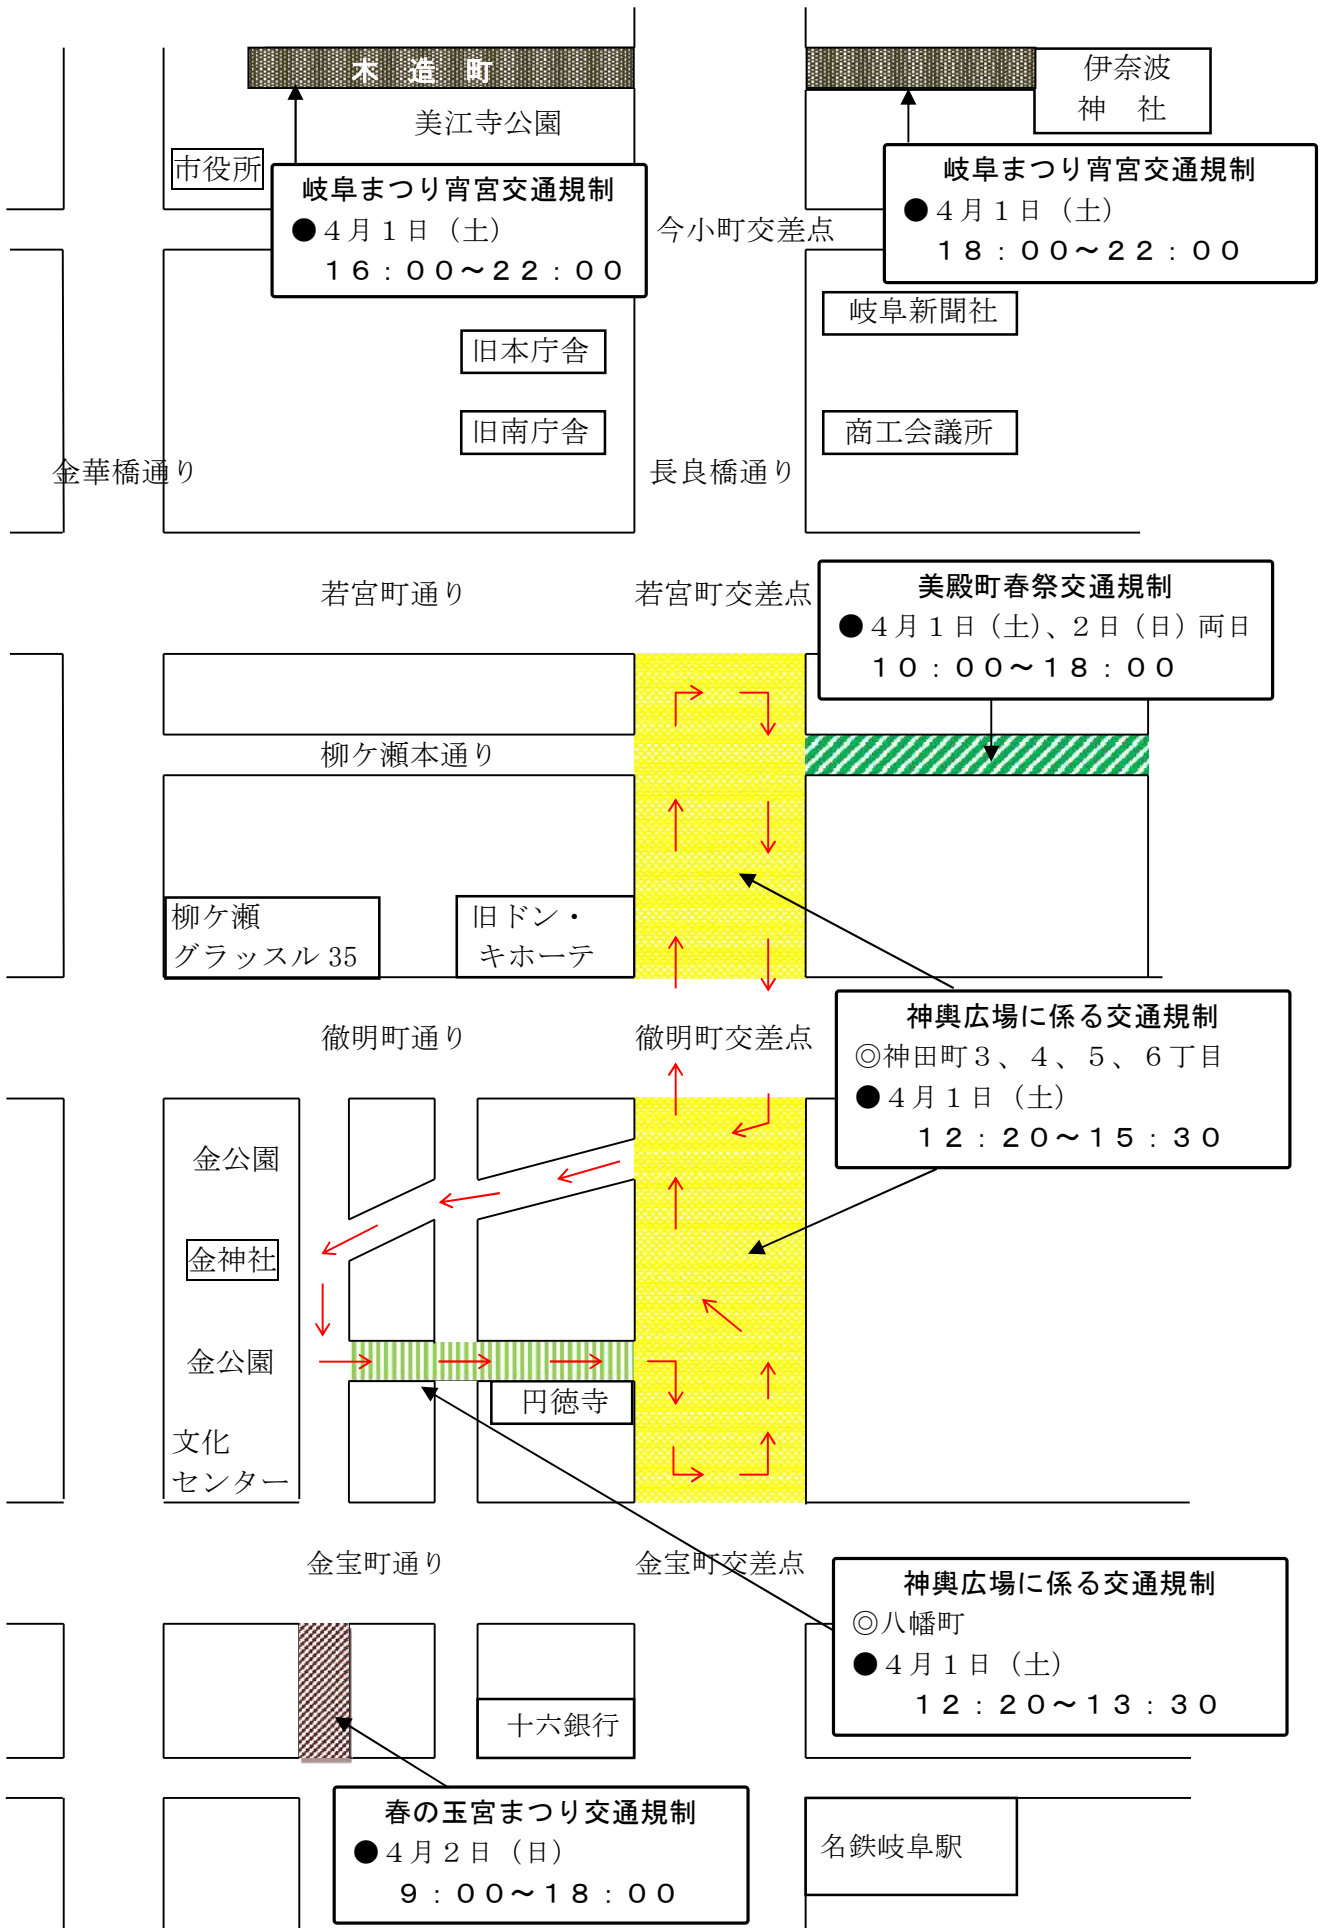 木 造 町
伊奈波
神　社
美江寺公園
市役所
岐阜まつり宵宮交通規制
●４月１日（土）
１６：００～２２：００
岐阜まつり宵宮交通規制
●４月１日（土）
１８：００～２２：００
今小町交差点
岐阜新聞社
旧本庁舎
旧南庁舎
商工会議所
金華橋通り
長良橋通り
若宮町通り
若宮町交差点
美殿町春祭交通規制
●４月１日（土）、２日（日）両日
１０：００～１８：００
柳ケ瀬本通り
柳ケ瀬
グラッスル 35
旧ドン・
キホーテ
徹明町通り
徹明町交差点
神輿広場に係る交通規制
◎神田町３、４、５、６丁目
●４月１日（土）
１２：２０～１５：３０
金公園
金神社
金公園
円徳寺
文化
センター
金宝町通り
金宝町交差点
神輿広場に係る交通規制
◎八幡町
●４月１日（土）
１２：２０～１３：３０
十六銀行
春の玉宮まつり交通規制
●４月２日（日）
９：００～１８：００
名鉄岐阜駅